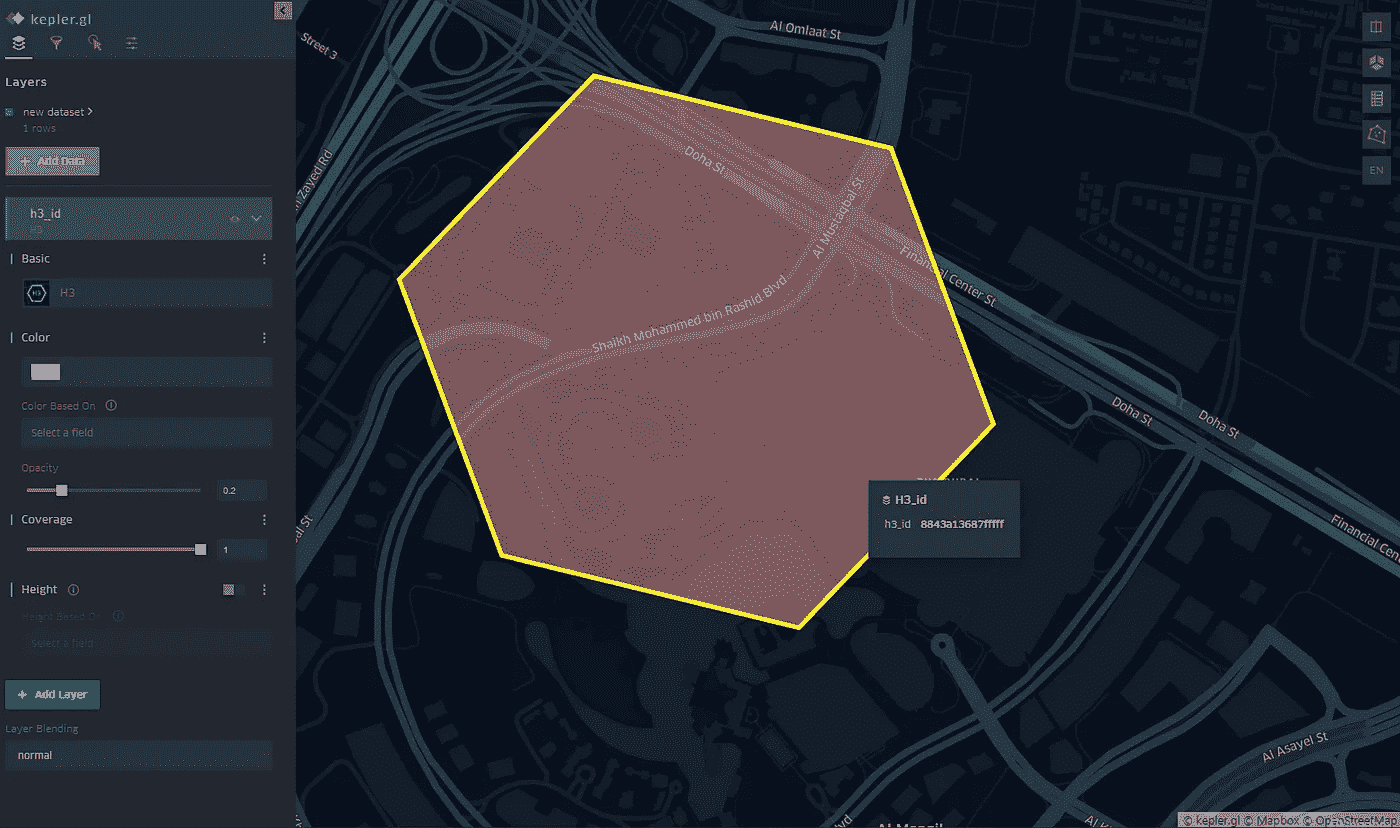 kepler.gl
Layers
new dataset
1 rows
+ Add Data
h3_id
H3
Basic
H3
Color
Color Based On
Select a field
Opacity
0.2
Coverage
1
Height
Height Based On
Select a field
+ Add Layer
Layer Blending
normal
Street 3
Al Omlaat St
Zayed Rd
Doha St
Al Mustaqbal St
Financial Center St
Shaikh Mohammed bin Rashid Blvd
Doha St
Doha St
H3_id
h3_id 8843a13687fffff
Financial Cen
Al Asayel St
EN
© kepler.gl © Mapbox © OpenStreetMap